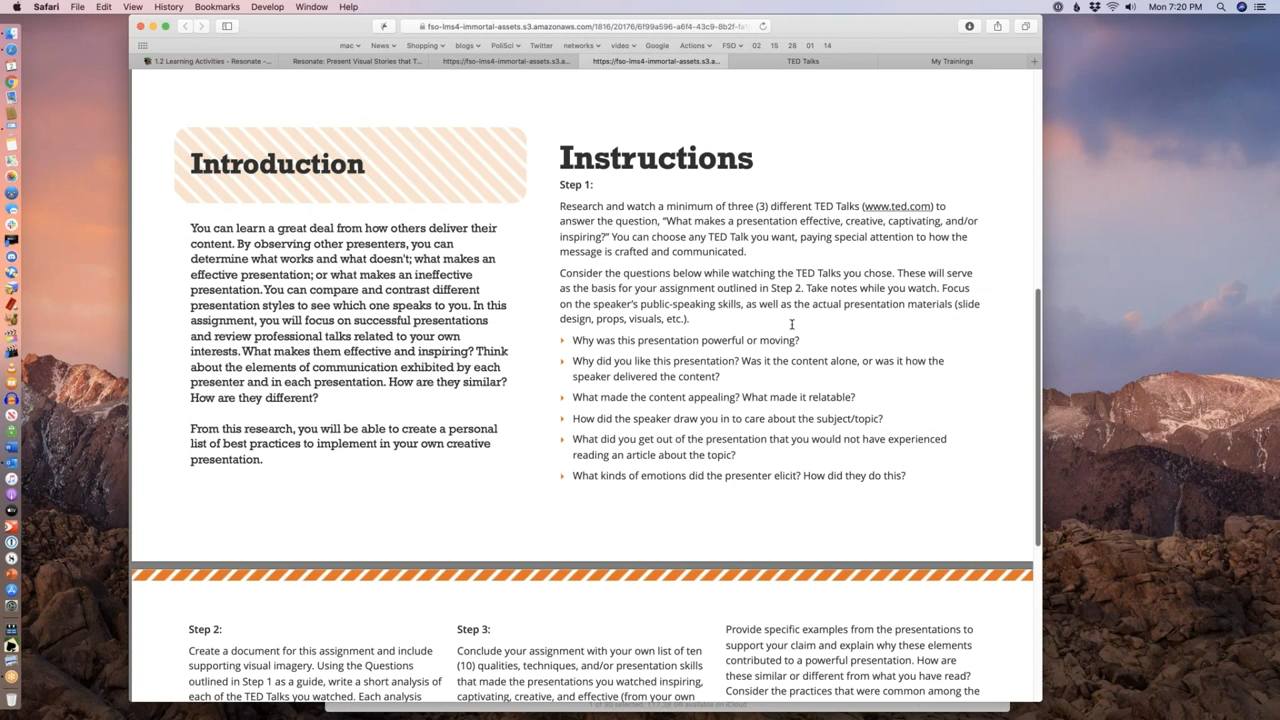 Safari File Edit View History Bookmarks Develop Window Help Mon 7:20 PM
fso-lms4-immortal-assets.s3.amazonaws.com/1816/20176/6f99a596-a6f4-43c9-8b2f-fa
mac News Shopping blogs PoliSci Twitter networks video Google Actions FSO 02 15 28 01 14
1.2 Learning Activities - Resonate -... Resonate: Present Visual Stories that T... https://fso-lms4-immortal-assets.s3.a... https://fso-lms4-immortal-assets.s3.a... TED Talks My Trainings
Introduction
You can learn a great deal from how others deliver their
content. By observing other presenters, you can
determine what works and what doesn't; what makes an
effective presentation; or what makes an ineffective
presentation. You can compare and contrast different
presentation styles to see which one speaks to you. In this
assignment, you will focus on successful presentations
and review professional talks related to your own
interests. What makes them effective and inspiring? Think
about the elements of communication exhibited by each
presenter and in each presentation. How are they similar?
How are they different?
From this research, you will be able to create a personal
list of best practices to implement in your own creative
presentation.
Instructions
Step 1:
Research and watch a minimum of three (3) different TED Talks (www.ted.com) to
answer the question, “What makes a presentation effective, creative, captivating, and/or
inspiring?” You can choose any TED Talk you want, paying special attention to how the
message is crafted and communicated.
Consider the questions below while watching the TED Talks you chose. These will serve
as the basis for your assignment outlined in Step 2. Take notes while you watch. Focus
on the speaker’s public-speaking skills, as well as the actual presentation materials (slide
design, props, visuals, etc.).
Why was this presentation powerful or moving?
Why did you like this presentation? Was it the content alone, or was it how the
speaker delivered the content?
What made the content appealing? What made it relatable?
How did the speaker draw you in to care about the subject/topic?
What did you get out of the presentation that you would not have experienced
reading an article about the topic?
What kinds of emotions did the presenter elicit? How did they do this?
Step 2:
Create a document for this assignment and include
supporting visual imagery. Using the Questions
outlined in Step 1 as a guide, write a short analysis of
each of the TED Talks you watched. Each analysis
Step 3:
Conclude your assignment with your own list of ten
(10) qualities, techniques, and/or presentation skills
that made the presentations you watched inspiring,
captivating, creative, and effective (from your own
Provide specific examples from the presentations to
support your claim and explain why these elements
contributed to a powerful presentation. How are
these similar or different from what you have read?
Consider the practices that were common among the